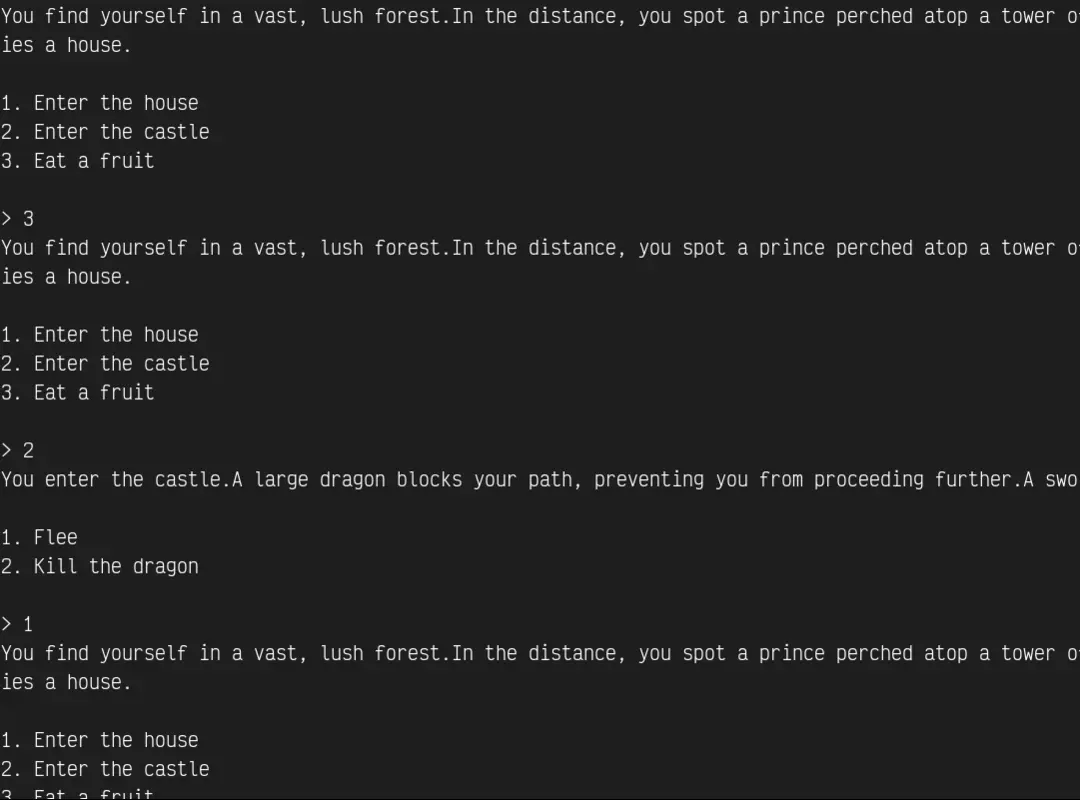 You find yourself in a vast, lush forest.In the distance, you spot a prince perched atop a tower
ies a house.
1. Enter the house
2. Enter the castle
3. Eat a fruit
> 3
You find yourself in a vast, lush forest.In the distance, you spot a prince perched atop a tower
ies a house.
1. Enter the house
2. Enter the castle
3. Eat a fruit
> 2
You enter the castle.A large dragon blocks your path, preventing you from proceeding further.A swo
1. Flee
2. Kill the dragon
> 1
You find yourself in a vast, lush forest.In the distance, you spot a prince perched atop a tower
ies a house.
1. Enter the house
2. Enter the castle
3. Eat a fruit